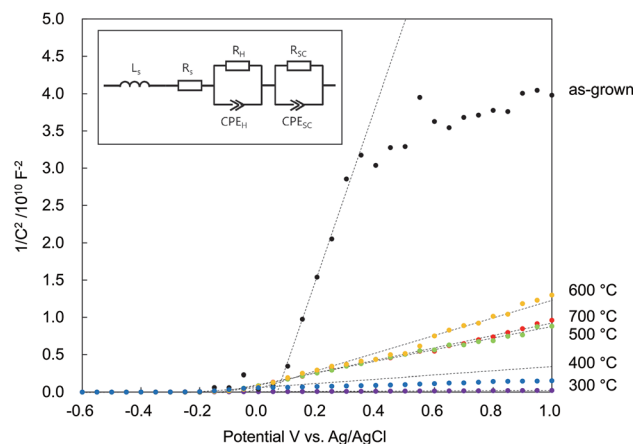 5.0
4.5
4.0
3.5
3.0
2.5
2.0
1.5
1.0
0.5
0.0
1/C² /10¹⁰ F⁻²
Lₛ
Rₛ
R_H
CPE_H
R_SC
CPE_SC
as-grown
600 °C
700 °C
500 °C
400 °C
300 °C
-0.6 -0.4 -0.2 0.0 0.2 0.4 0.6 0.8 1.0
Potential V vs. Ag/AgCl